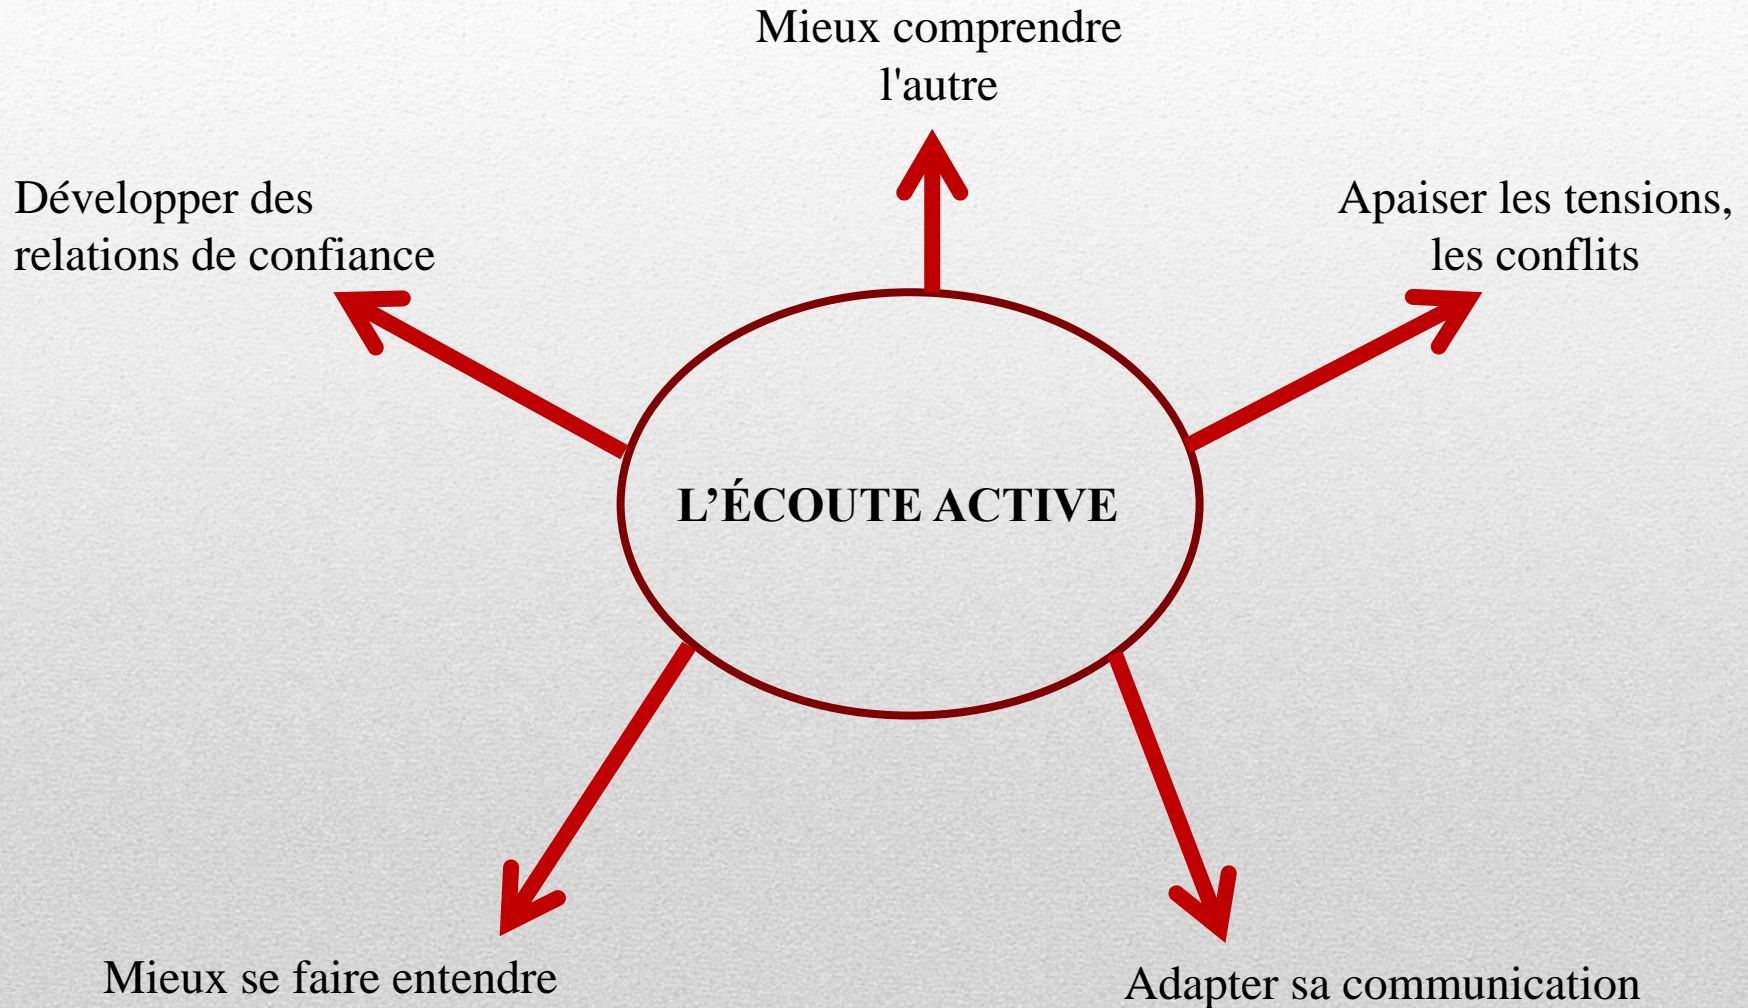 Mieux comprendre
l'autre
Développer des
relations de confiance
Apaiser les tensions,
les conflits
L’ÉCOUTE ACTIVE
Mieux se faire entendre
Adapter sa communication